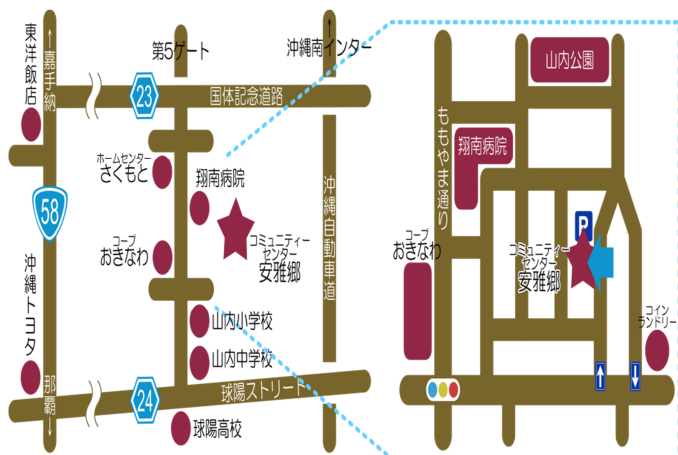 東洋飯店
←嘉手納
第5ゲート
↑
沖縄南インター
23
国体記念道路
ホームセンター
さくもと
翔南病院
58
コープ
おきなわ
コミュニティー
センター
安雅郷
沖縄自動車道
沖縄トヨタ
山内小学校
山内中学校
那覇→
24
球陽ストリート
球陽高校
山内公園
ももやま通り
翔南病院
P
コープ
おきなわ
コミュニティー
センター
安雅郷
コイン
ランドリー
↑
↓